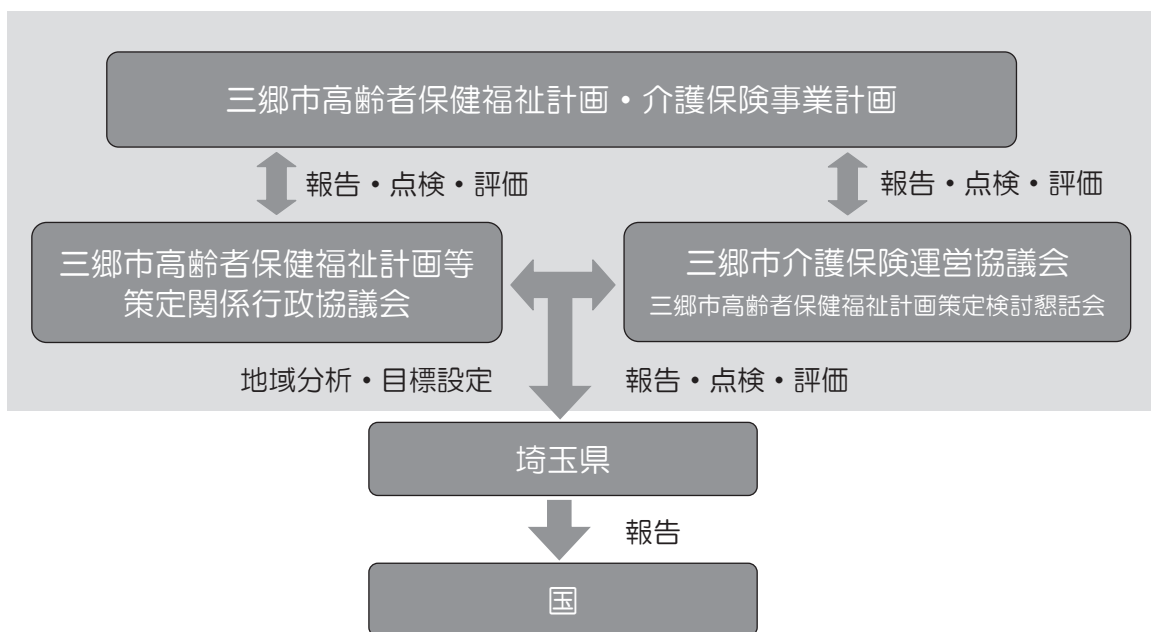 三郷市高齢者保健福祉計画・介護保険事業計画
報告・点検・評価
報告・点検・評価
三郷市高齢者保健福祉計画等
策定関係行政協議会
三郷市介護保険運営協議会
三郷市高齢者保健福祉計画策定検討懇話会
地域分析・目標設定
報告・点検・評価
埼玉県
報告
国